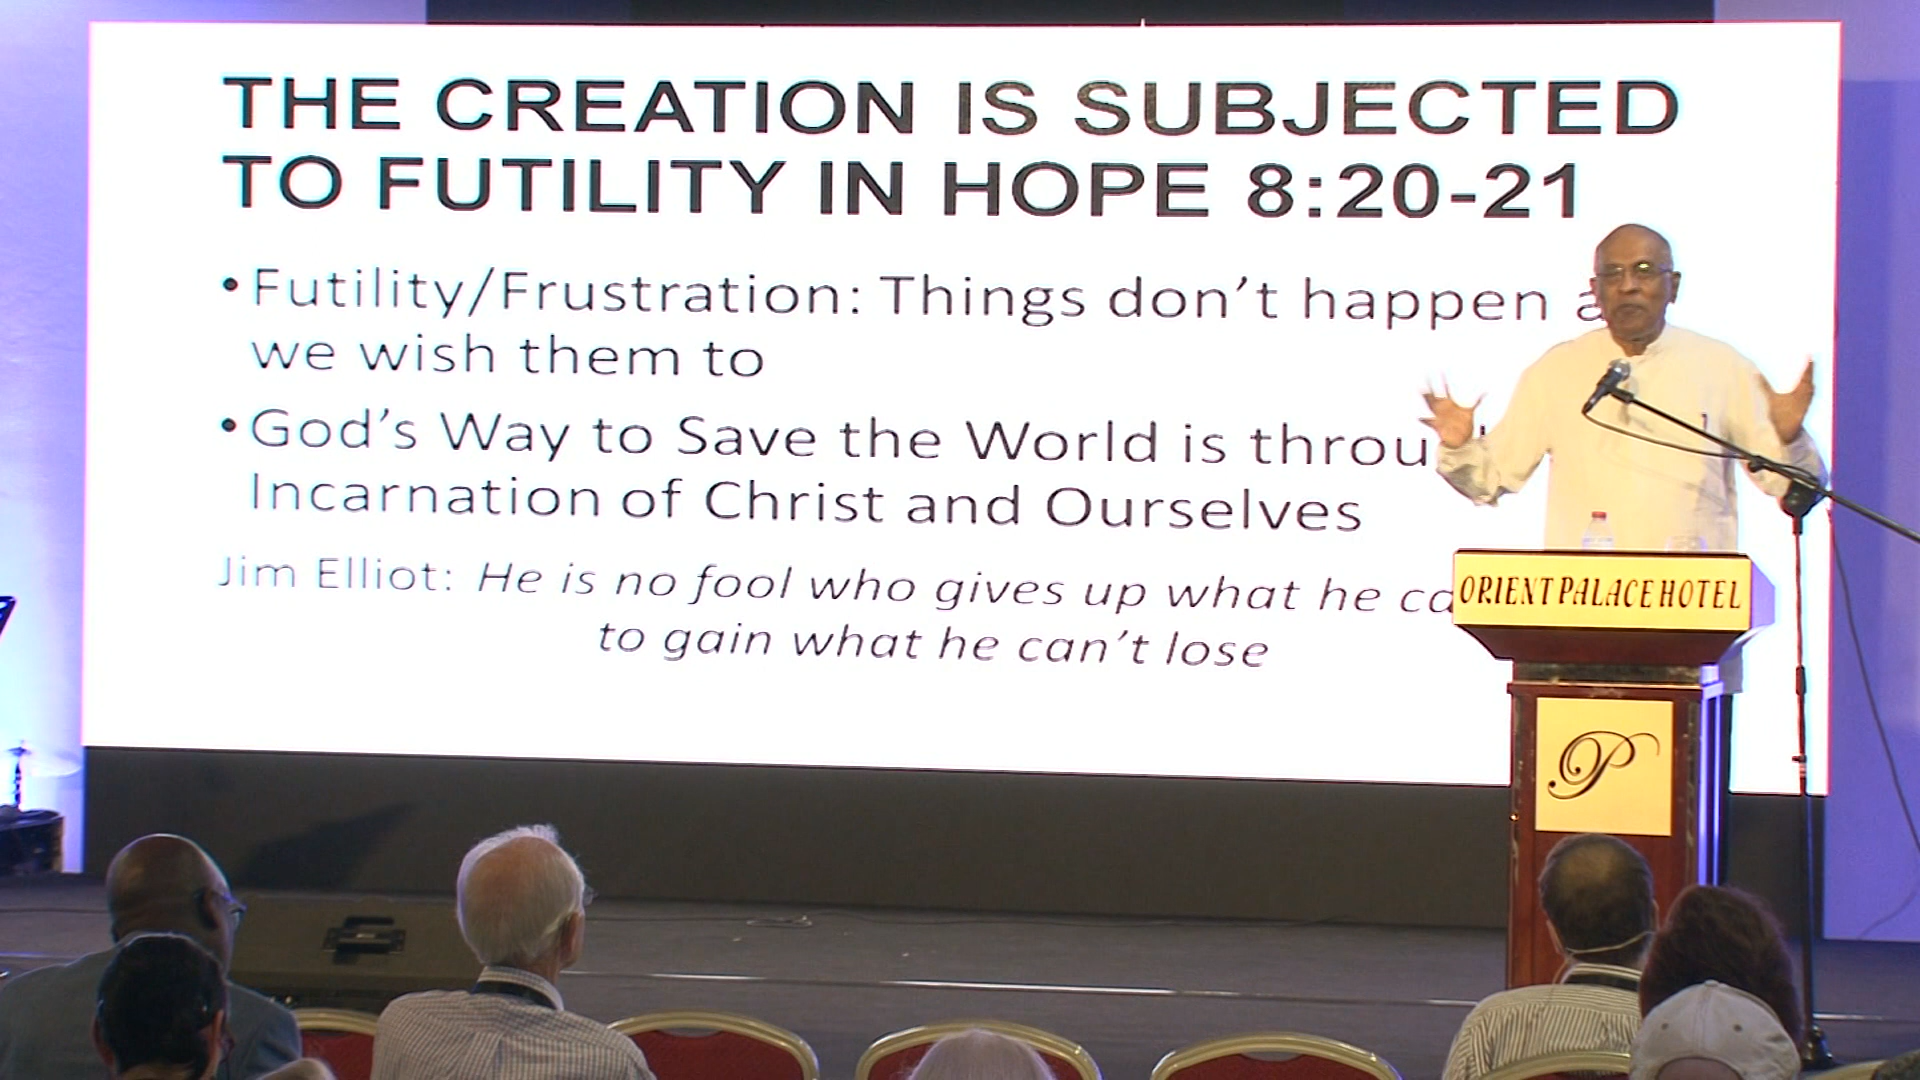 THE CREATION IS SUBJECTED
TO FUTILITY IN HOPE 8:20-21
•Futility/Frustration: Things don't happen
we wish them to
•God's Way to Save the World is
Incarnation of Christ and Ourselves
Jim Elliot: He is no fool who gives up what he
to gain what he can't lose
ORIENT PALACE HOTEL
P